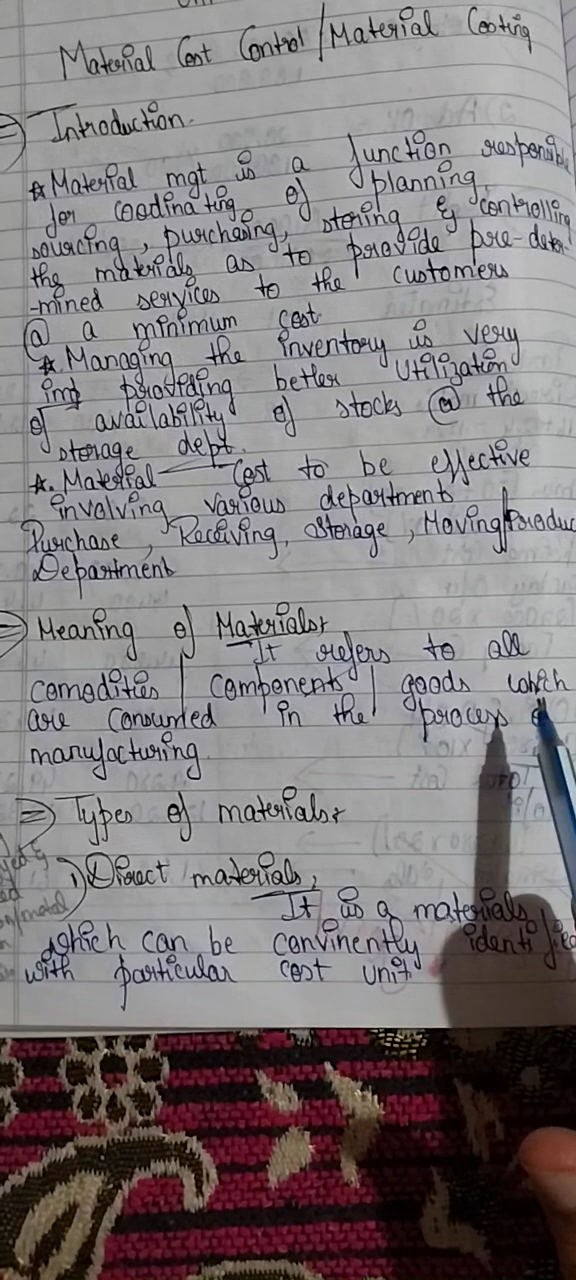 Material Cost Control / Material Costing
⇒ Introduction.
☆ Material mgt is a function responsible
for coodinating of planning,
sourcing, purchasing, storing & controlling
the materials as to provide pre-deter-
-mined services to the customers
@ a minimum cost.
☆ Managing the inventory is very
imp providing better utilization
of availability of stocks @ the
storage dept.
☆. Material cost to be effective
involving various department
Purchase, Receiving, Storage, Moving/Produc
Department
⇒ Meaning of Materials:
It refers to all
comodities / components / goods which
are consumed in the process
manufacturing.
⇒ Types of materials:
1) Direct materials,
It is a materials
which can be convinently identified
with particular cost unit.